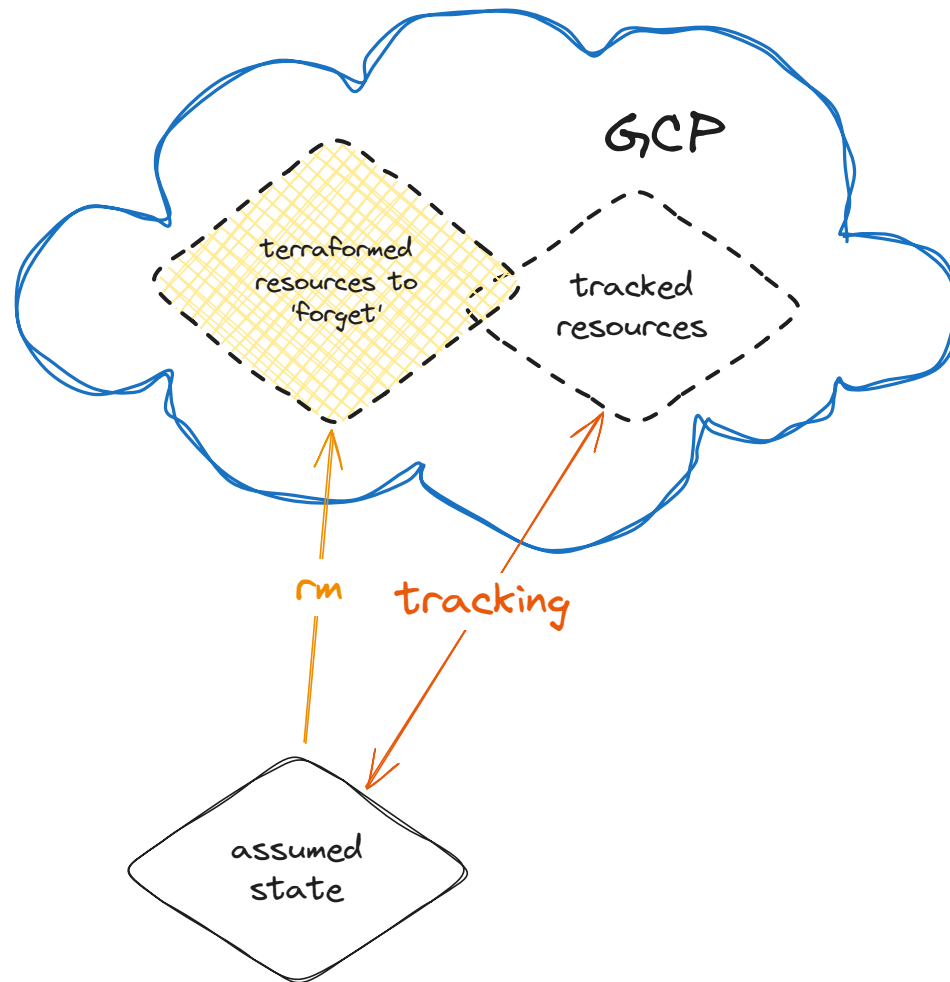 GCP
terraformed
resources to
'forget'
tracked
resources
rm
tracking
assumed
state